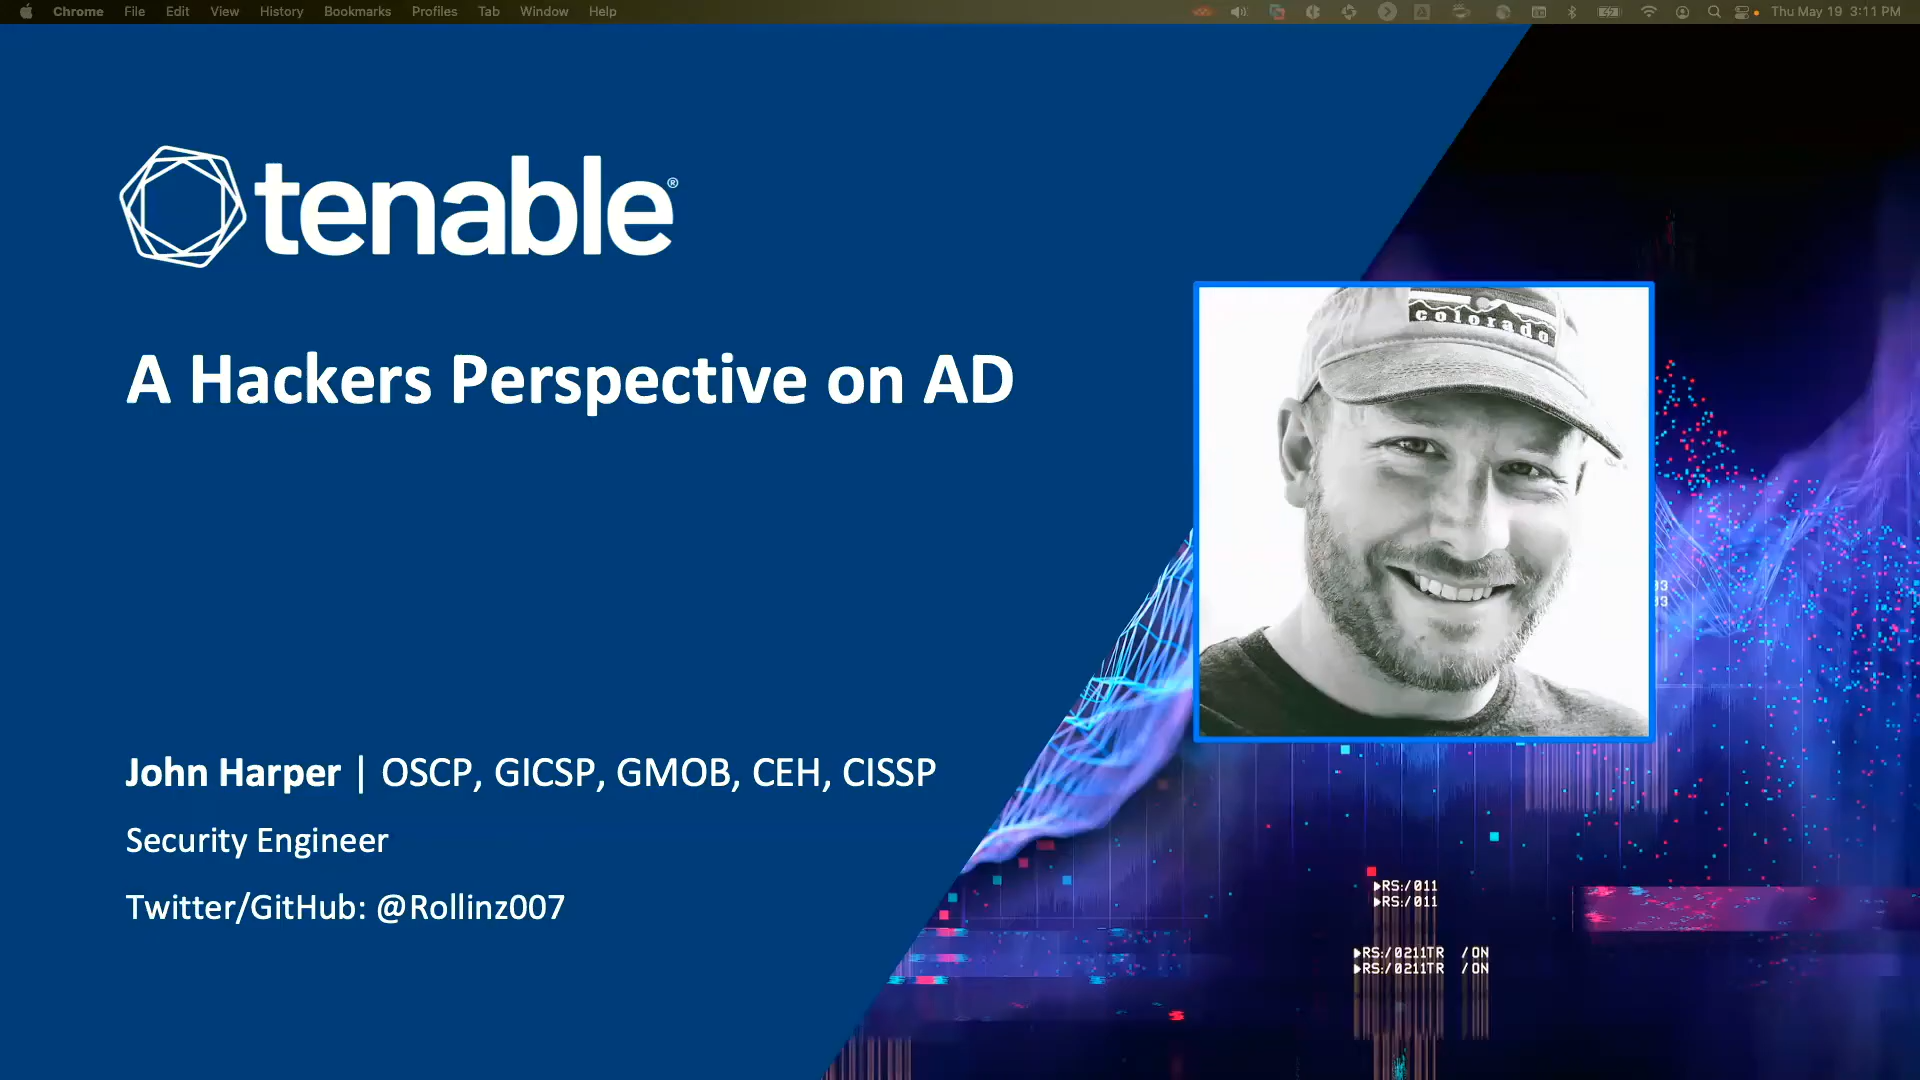 Chrome File Edit View History Bookmarks Profiles Tab Window Help Thu May 19 3:11 PM
tenable®
colorado
A Hackers Perspective on AD
John Harper | OSCP, GICSP, GMOB, CEH, CISSP
Security Engineer
Twitter/GitHub: @Rollinz007
RS:/011
RS:/011
RS:/0211TR /ON
RS:/0211TR /ON